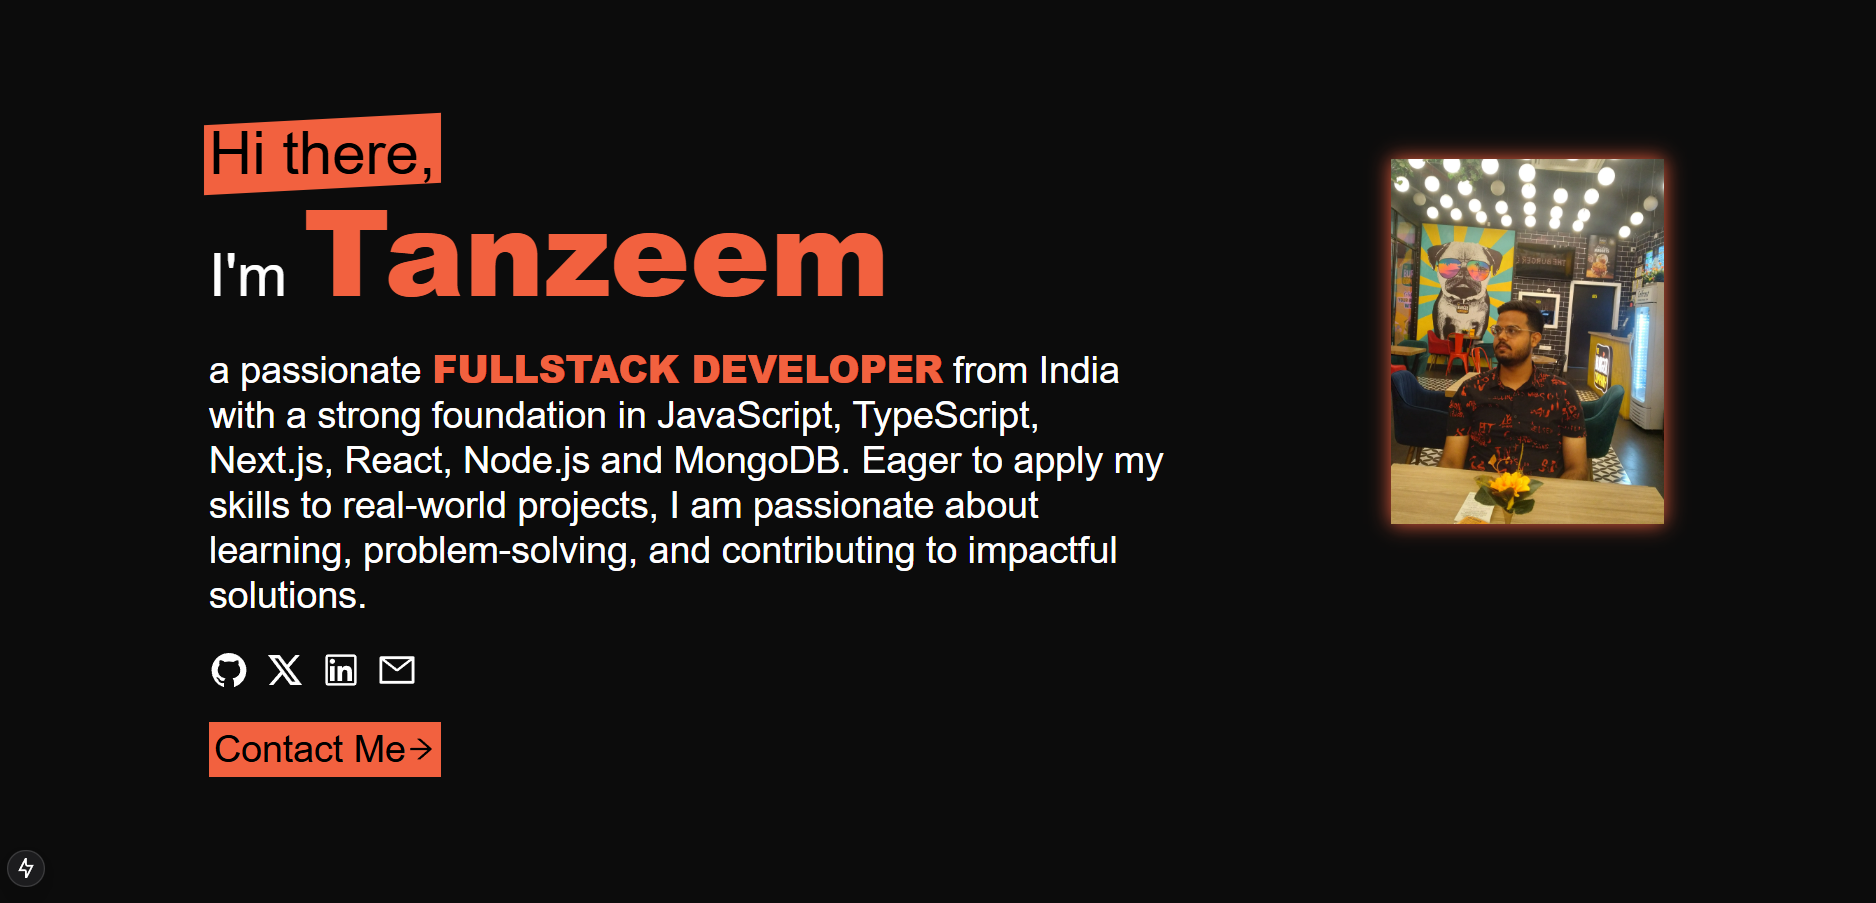 Hi there,
I'm Tanzeem
a passionate FULLSTACK DEVELOPER from India
with a strong foundation in JavaScript, TypeScript,
Next.js, React, Node.js and MongoDB. Eager to apply my
skills to real-world projects, I am passionate about
learning, problem-solving, and contributing to impactful
solutions.
Contact Me